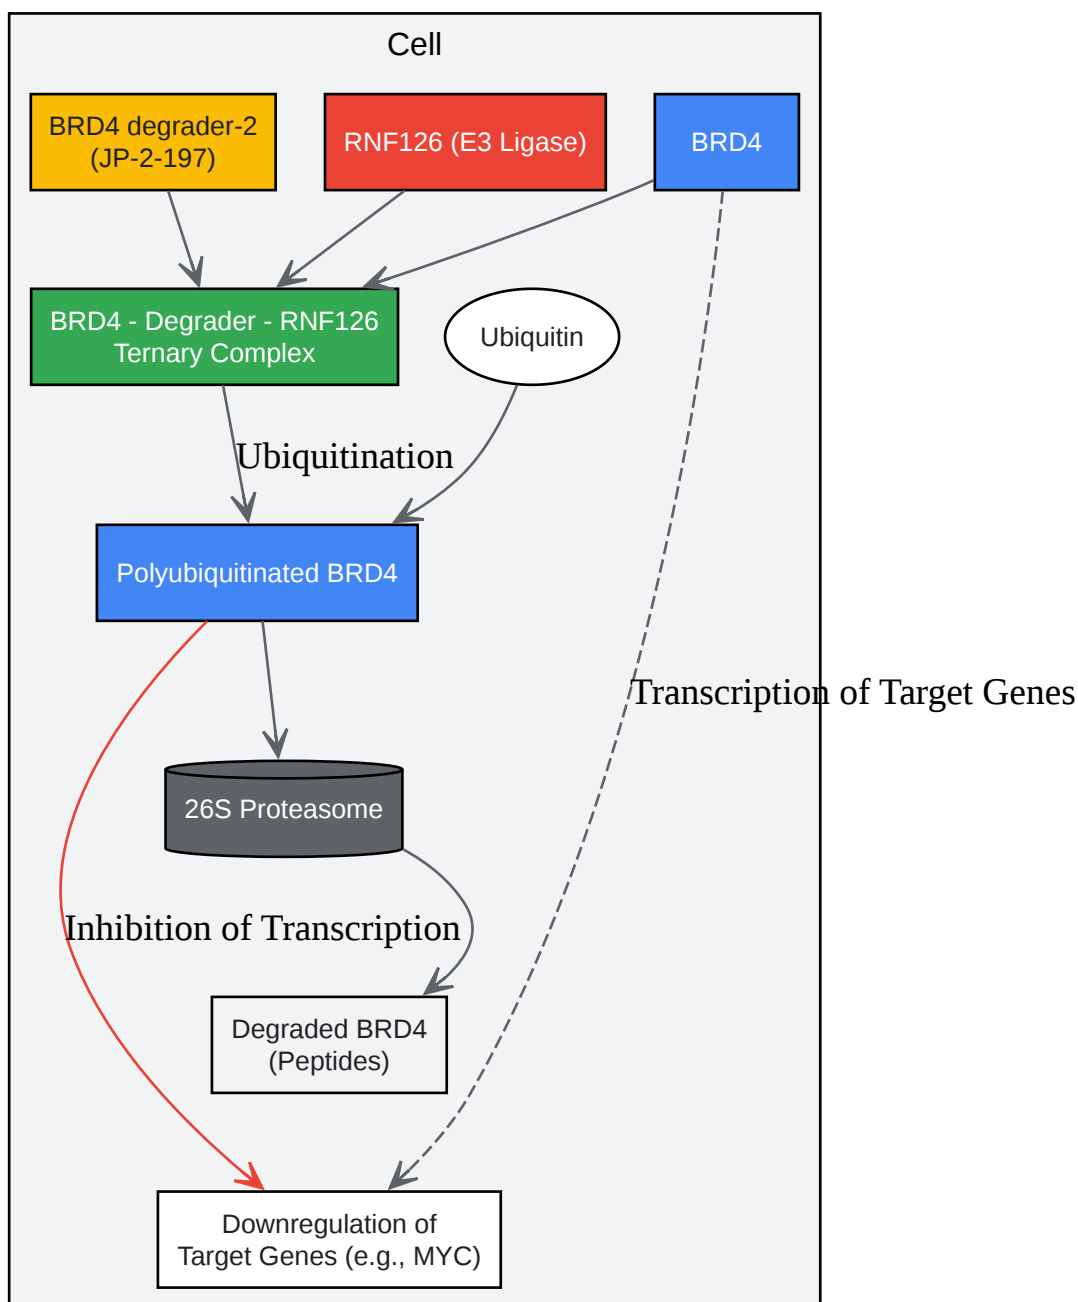 Cell
BRD4 degrader-2
(JP-2-197)
RNF126 (E3 Ligase)
BRD4
BRD4 - Degrader - RNF126
Ternary Complex
Ubiquitin
Ubiquitination
Polyubiquitinated BRD4
Transcription of Target Genes
26S Proteasome
Inhibition of Transcription
Degraded BRD4
(Peptides)
Downregulation of
Target Genes (e.g., MYC)